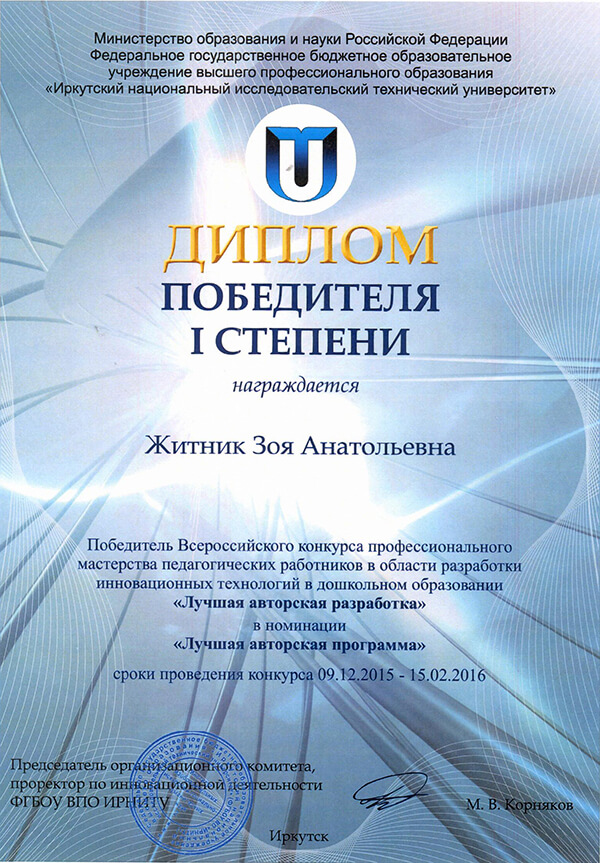 Министерство образования и науки Российской Федерации
Федеральное государственное бюджетное образовательное
учреждение высшего профессионального образования
«Иркутский национальный исследовательский технический университет»
ДИПЛОМ
ПОБЕДИТЕЛЯ
I СТЕПЕНИ
награждается
Житник Зоя Анатольевна
Победитель Всероссийского конкурса профессионального
мастерства педагогических работников в области разработки
инновационных технологий в дошкольном образовании
«Лучшая авторская разработка»
в номинации
«Лучшая авторская программа»
сроки проведения конкурса 09.12.2015 - 15.02.2016
Председатель организационного комитета,
проректор по инновационной деятельности
ФГБОУ ВПО ИРНИТУ
М. В. Корняков
Иркутск